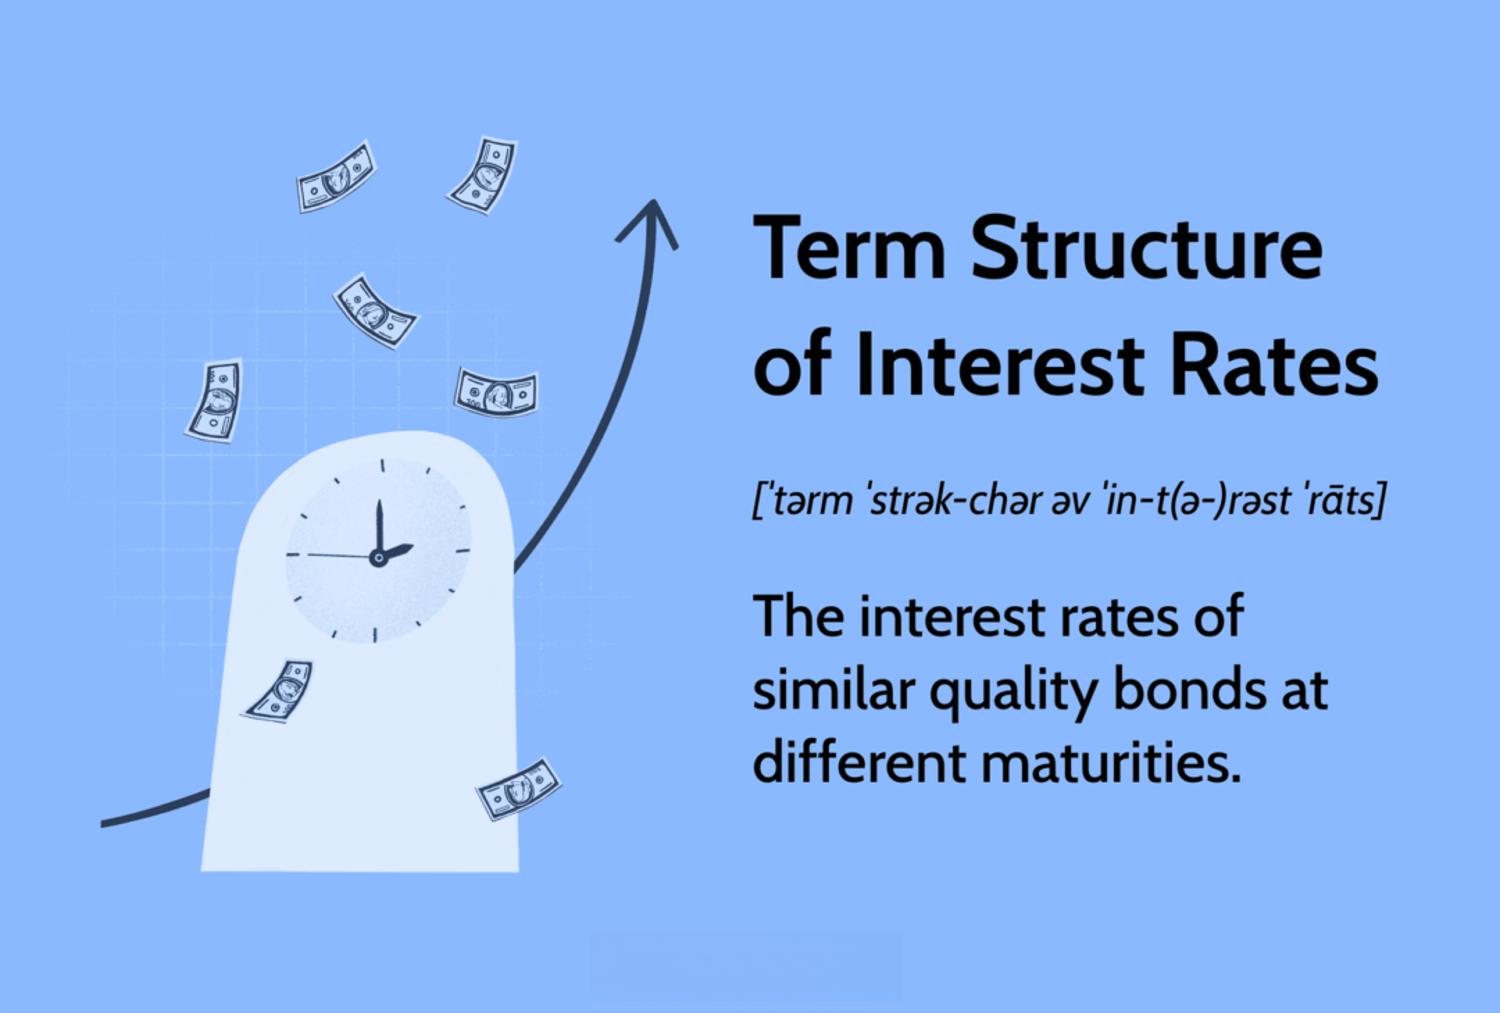 Term Structure
of Interest Rates
[ˈtərm ˈstrək-chər əv ˈin-t(ə-)rəst ˈrāts]
The interest rates of
similar quality bonds at
different maturities.